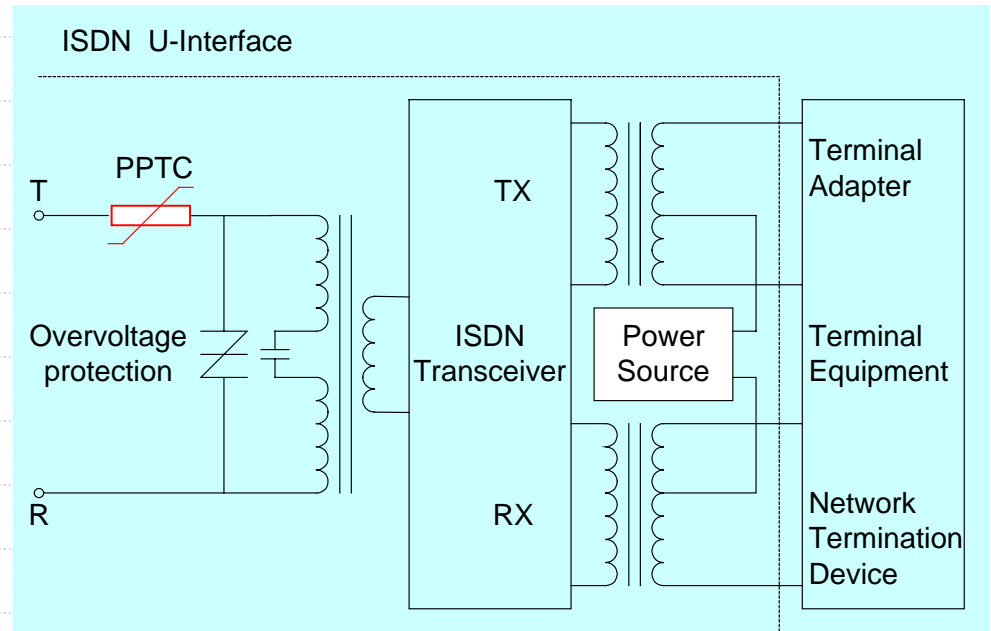 ISDN U-Interface
PPTC
T
Overvoltage
protection
R
TX
ISDN
Transceiver
RX
Power
Source
Terminal
Adapter
Terminal
Equipment
Network
Termination
Device